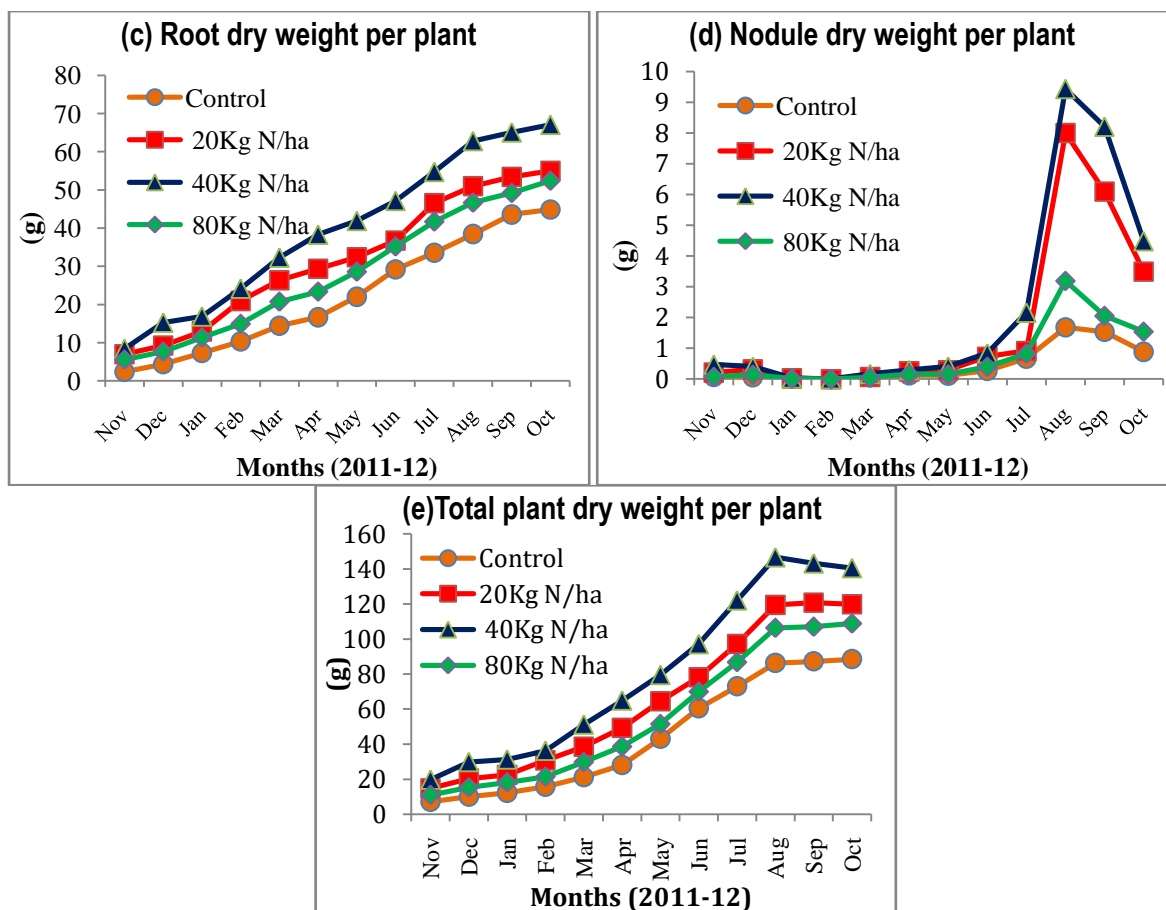 (c) Root dry weight per plant
80
70
60
50
40
30
20
10
0
(g)
Control
20Kg N/ha
40Kg N/ha
80Kg N/ha
Nov Dec Jan Feb Mar Apr May Jun Jul Aug Sep Oct
Months (2011-12)
(d) Nodule dry weight per plant
10
9
8
7
6
5
4
3
2
1
0
(g)
Control
20Kg N/ha
40Kg N/ha
80Kg N/ha
Nov Dec Jan Feb Mar Apr May Jun Jul Aug Sep Oct
Months (2011-12)
(e)Total plant dry weight per plant
160
140
120
100
80
60
40
20
0
(g)
Control
20Kg N/ha
40Kg N/ha
80Kg N/ha
Nov Dec Jan Feb Mar Apr May Jun Jul Aug Sep Oct
Months (2011-12)